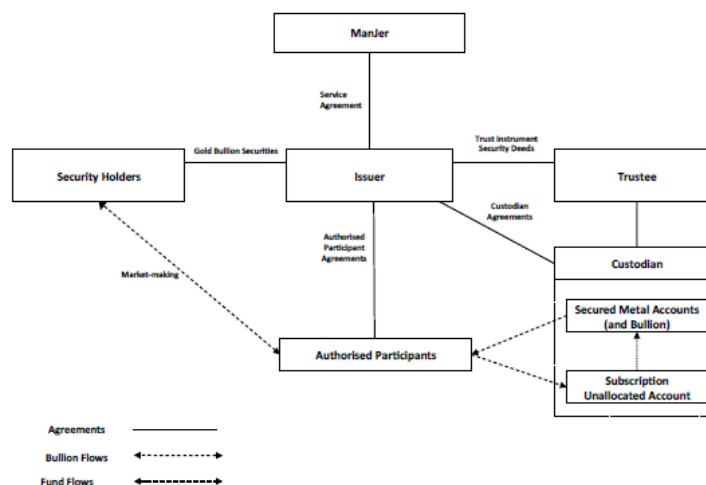 ManJer
Service
Agreement
Trust Instrument
Security Deeds
Gold Bullion Securities
Security Holders
Issuer
Trustee
Custodian
Agreements
Authorised
Participant
Agreements
Custodian
Market-making
Secured Metal Accounts
(and Bullion)
Authorised Participants
Subscription
Unallocated Account
Agreements
Bullion Flows
Fund Flows